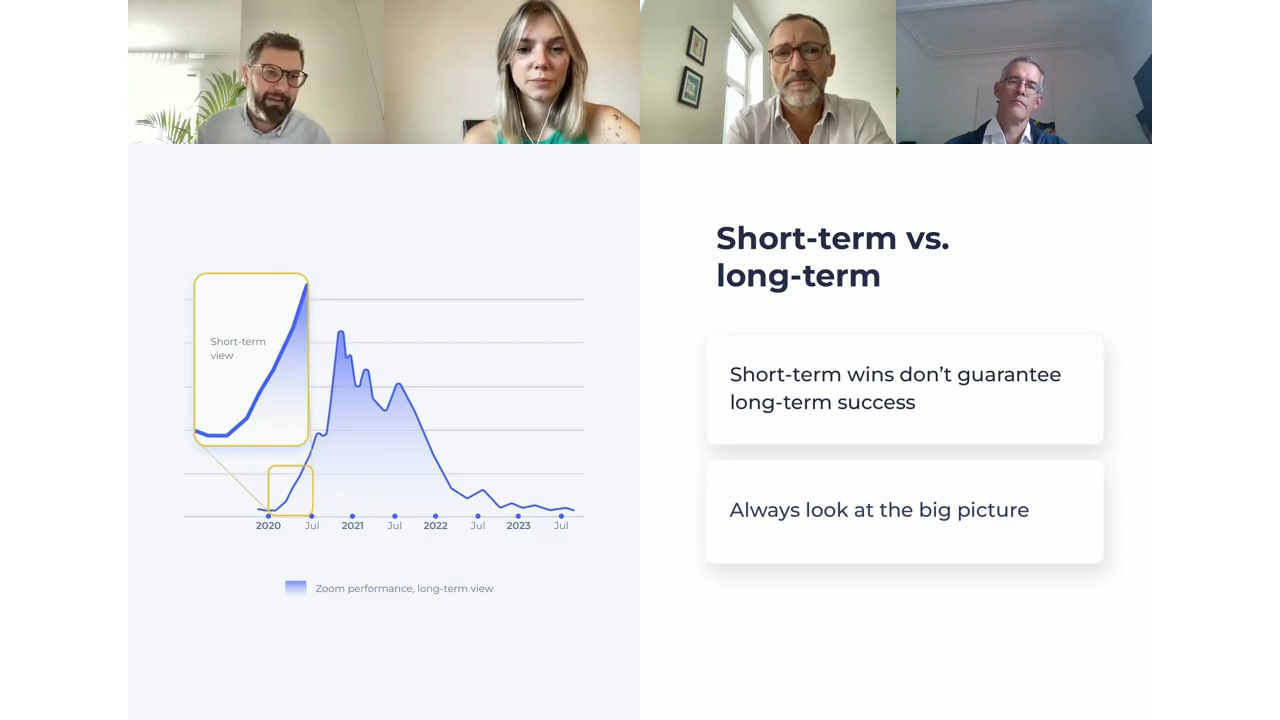 Short-term vs.
long-term
Short-term
view
Short-term wins don’t guarantee
long-term success
Always look at the big picture
2020 Jul 2021 Jul 2022 Jul 2023 Jul
Zoom performance, long-term view